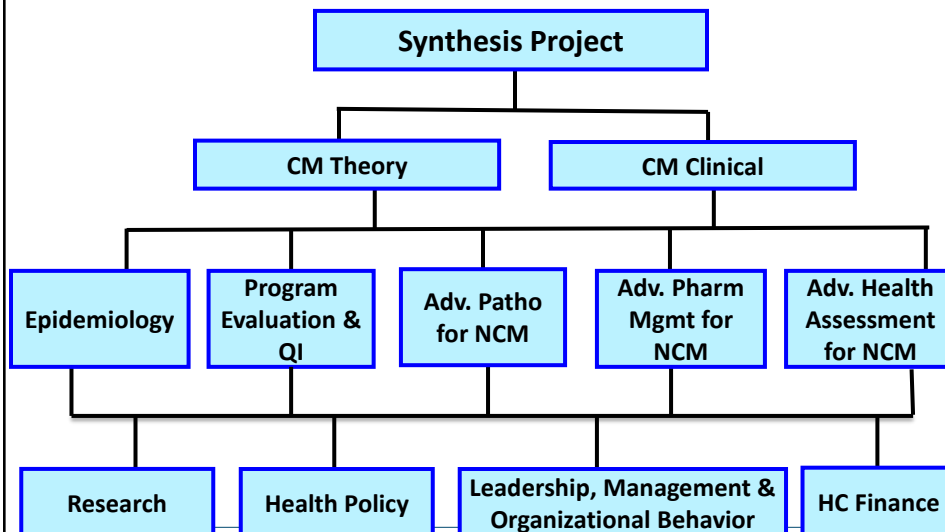 Synthesis Project
CM Theory
CM Clinical
Epidemiology
Program
Evaluation &
QI
Adv. Patho
for NCM
Adv. Pharm
Mgmt for
NCM
Adv. Health
Assessment
for NCM
Research
Health Policy
Leadership, Management &
Organizational Behavior
HC Finance